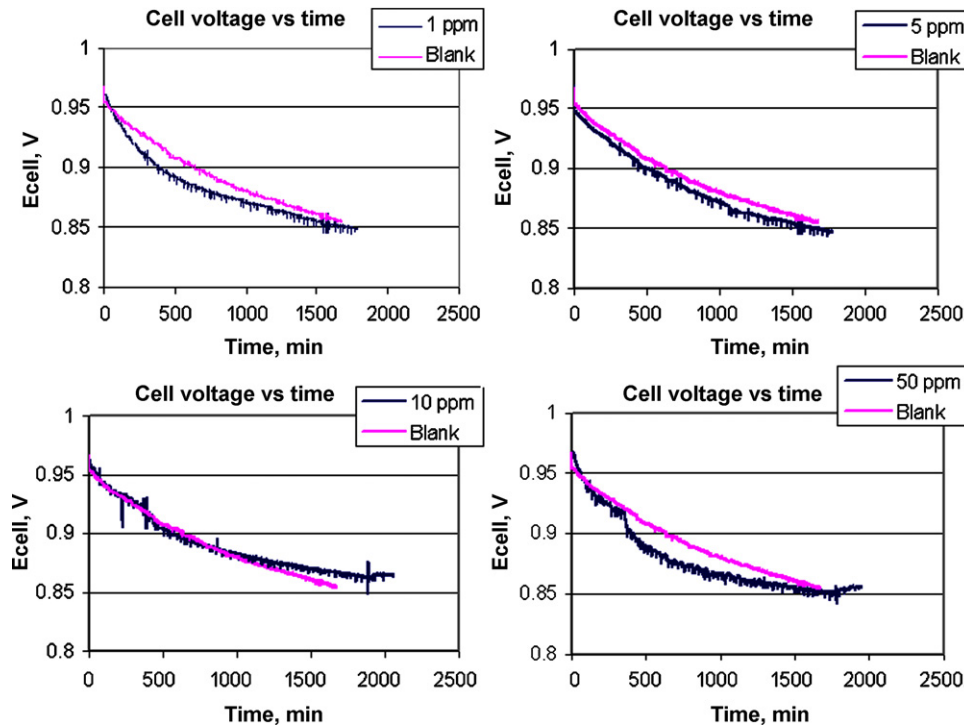 Cell voltage vs time
1 ppm
Blank
1
0.95
0.9
0.85
0.8
Ecell, V
0 500 1000 1500 2000 2500
Time, min
Cell voltage vs time
5 ppm
Blank
1
0.95
0.9
0.85
0.8
Ecell, V
0 500 1000 1500 2000 2500
Time, min
Cell voltage vs time
10 ppm
Blank
1
0.95
0.9
0.85
0.8
Ecell, V
0 500 1000 1500 2000 2500
Time, min
Cell voltage vs time
50 ppm
Blank
1
0.95
0.9
0.85
0.8
Ecell, V
0 500 1000 1500 2000 2500
Time, min